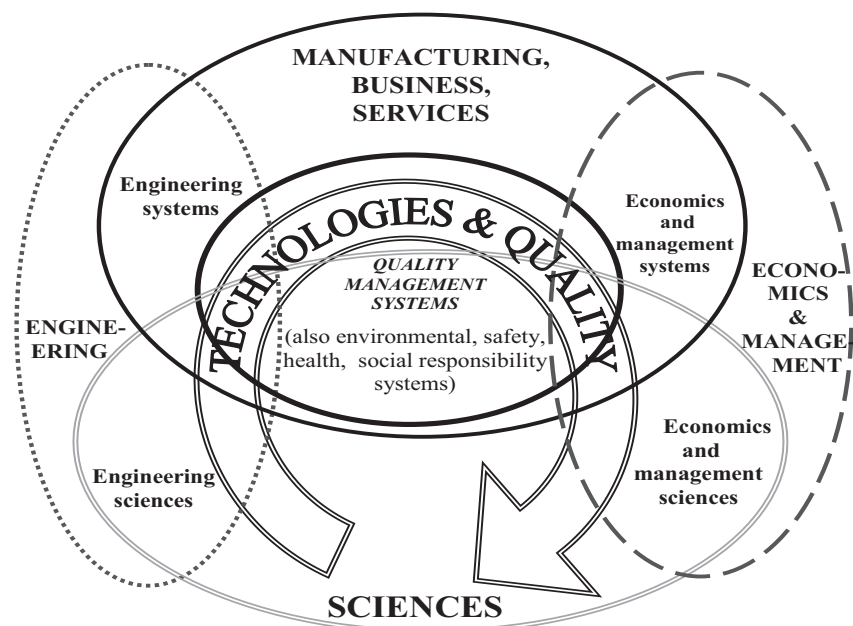 MANUFACTURING,
BUSINESS,
SERVICES
Engineering
systems
TECHNOLOGIES & QUALITY
Economics
and
management
systems
QUALITY
MANAGEMENT
SYSTEMS
(also environmental, safety,
health, social responsibility
systems)
ENGINE-
ERING
ECONO-
MICS
&
MANAGE-
MENT
Engineering
sciences
Economics
and
management
sciences
SCIENCES